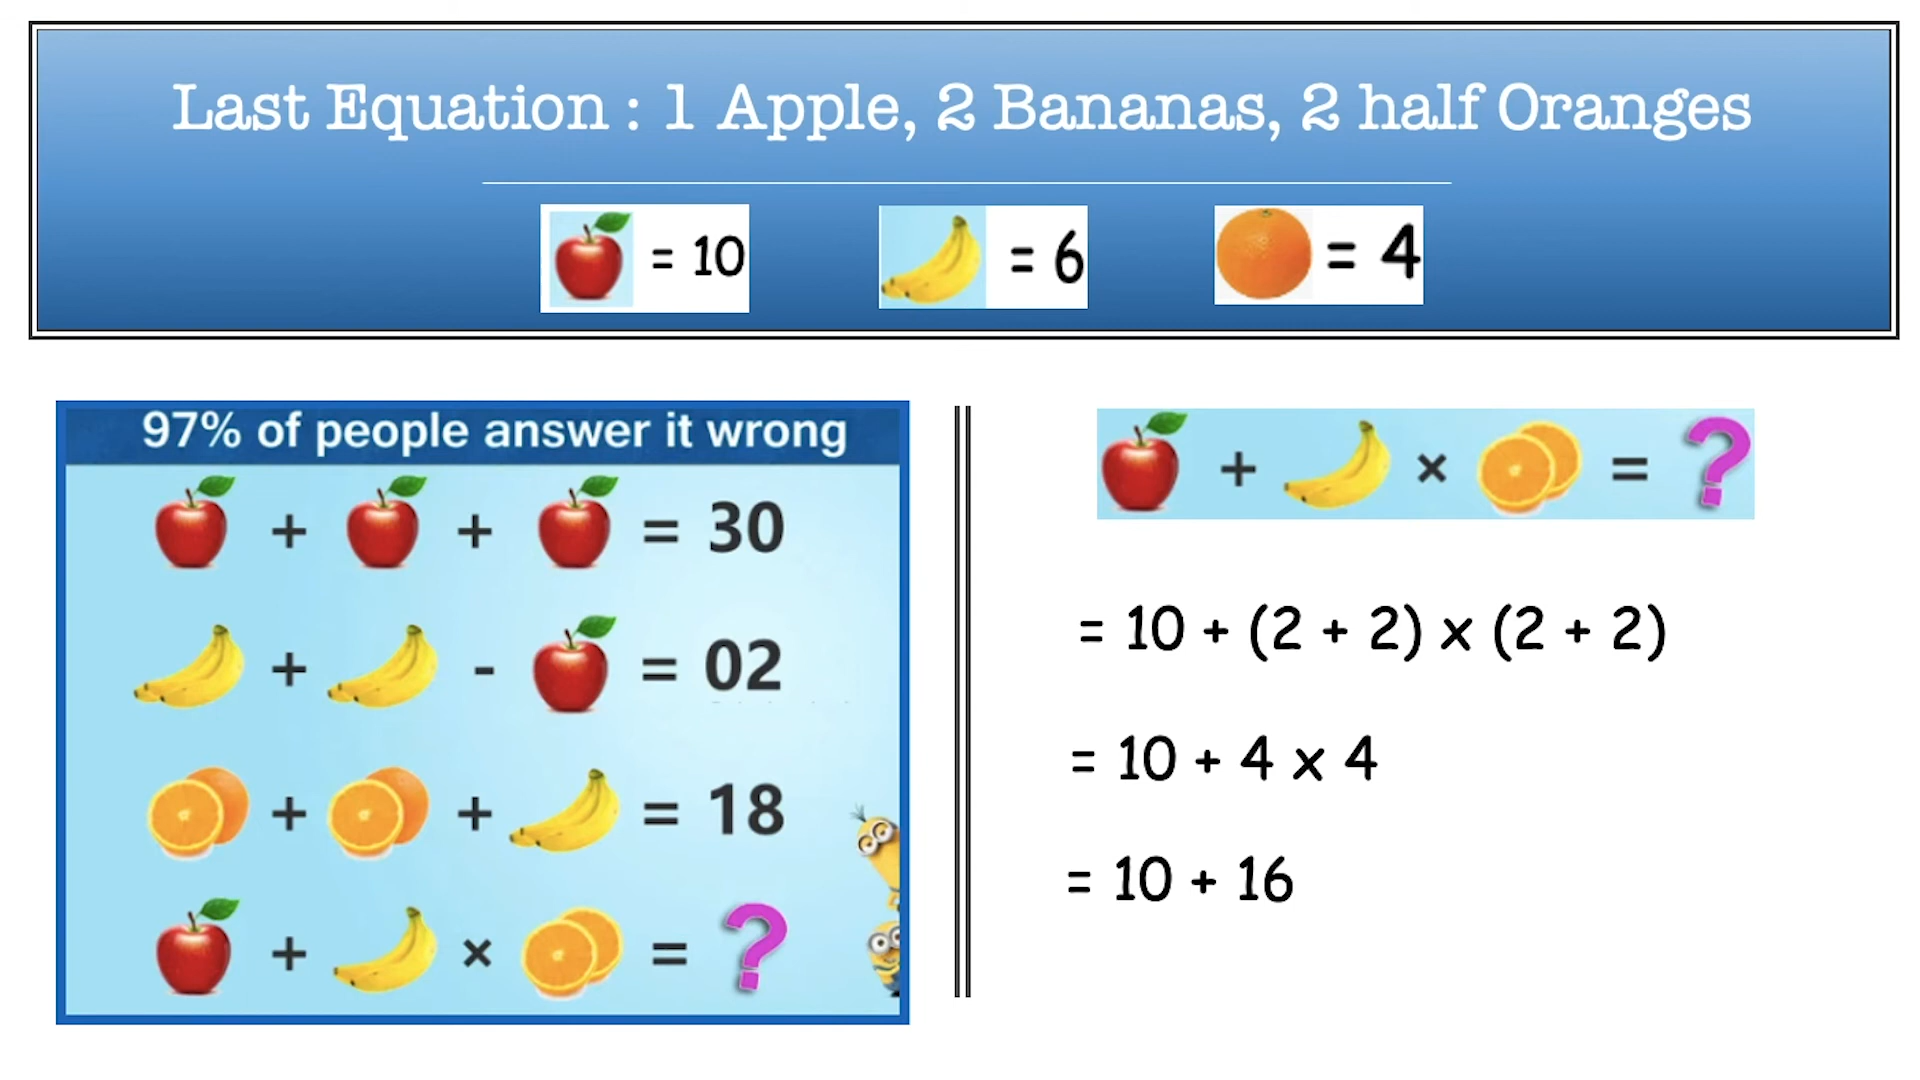 Last Equation : 1 Apple, 2 Bananas, 2 half Oranges
= 10
= 6
= 4
97% of people answer it wrong
+ + = 30
+ - = 02
+ + = 18
+ × = ?
+ × = ?
= 10 + (2 + 2) x (2 + 2)
= 10 + 4 x 4
= 10 + 16